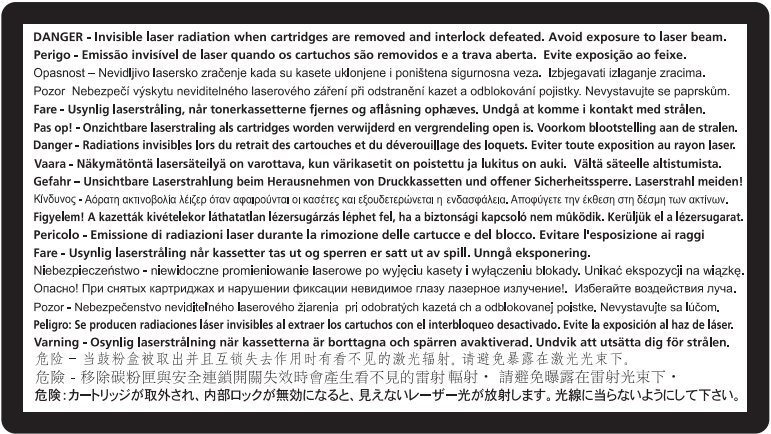 DANGER - Invisible laser radiation when cartridges are removed and interlock defeated. Avoid exposure to laser beam.
Perigo - Emissão invisível de laser quando os cartuchos são removidos e a trava aberta. Evite exposição ao feixe.
Opasnost – Nevidljivo lasersko zračenje kada su kasete uklonjene i poništena sigurnosna veza. Izbjegavati izlaganje zracima.
Pozor Nebezpečí výskytu neviditelného laserového záření při odstranění kazet a odblokování pojistky. Nevystavujte se paprskům.
Fare - Usynlig laserstråling, når tonerkassetterne fjernes og aflåsning ophæves. Undgå at komme i kontakt med strålen.
Pas op! - Onzichtbare laserstraling als cartridges worden verwijderd en vergrendeling open is. Voorkom blootstelling aan de stralen.
Danger - Radiations invisibles lors du retrait des cartouches et du déverouillage des loquets. Eviter toute exposition au rayon laser.
Vaara - Näkymätöntä lasersäteilyä on varottava, kun värikasetit on poistettu ja lukitus on auki. Vältä säteelle altistumista.
Gefahr – Unsichtbare Laserstrahlung beim Herausnehmen von Druckkassetten und offener Sicherheitssperre. Laserstrahl meiden!
Κίνδυνος - Αόρατη ακτινοβολία λέιζερ όταν αφαιρούνται οι κασέτες και εξουδετερώνεται η ενδασφάλεια. Αποφύγετε την έκθεση στη δέσμη των ακτίνων.
Figyelem! A kazetták kivételekor láthatatlan lézersugárzás léphet fel, ha a biztonsági kapcsoló nem mûködik. Kerüljük el a lézersugarat.
Pericolo - Emissione di radiazioni laser durante la rimozione delle cartucce e del blocco. Evitare l'esposizione ai raggi
Fare - Usynlig laserstråling når kassetter tas ut og sperren er satt ut av spill. Unngå eksponering.
Niebezpieczeństwo - niewidoczne promieniowanie laserowe po wyjęciu kasety i wyłączeniu blokady. Unikać ekspozycji na wiązkę.
Опасно! При снятых картриджах и нарушении фиксации невидимое глазу лазерное излучение!. Избегайте воздействия луча.
Pozor - Nebezpečenstvo neviditeľného laserového žiarenia pri odobratých kazetá ch a odblokovanej poistke. Nevystavujte sa lúčom.
Peligro: Se producen radiaciones láser invisibles al extraer los cartuchos con el interbloqueo desactivado. Evite la exposición al haz de láser.
Varning - Osynlig laserstrålning när kassetterna är borttagna och spärren avaktiverad. Undvik att utsätta dig för strålen.
危险 - 当鼓粉盒被取出并且互锁失去作用时有看不见的激光辐射. 请避免暴露在激光光束下.
危險 - 移除碳粉匣與安全連鎖開關失效時會產生看不見的雷射 輻射・ 請避免曝露在雷射光束下・
危険：カートリッジが取外され、内部ロックが無効になると、見えないレーザー光が放射します。光線に当らないようにして下さい。